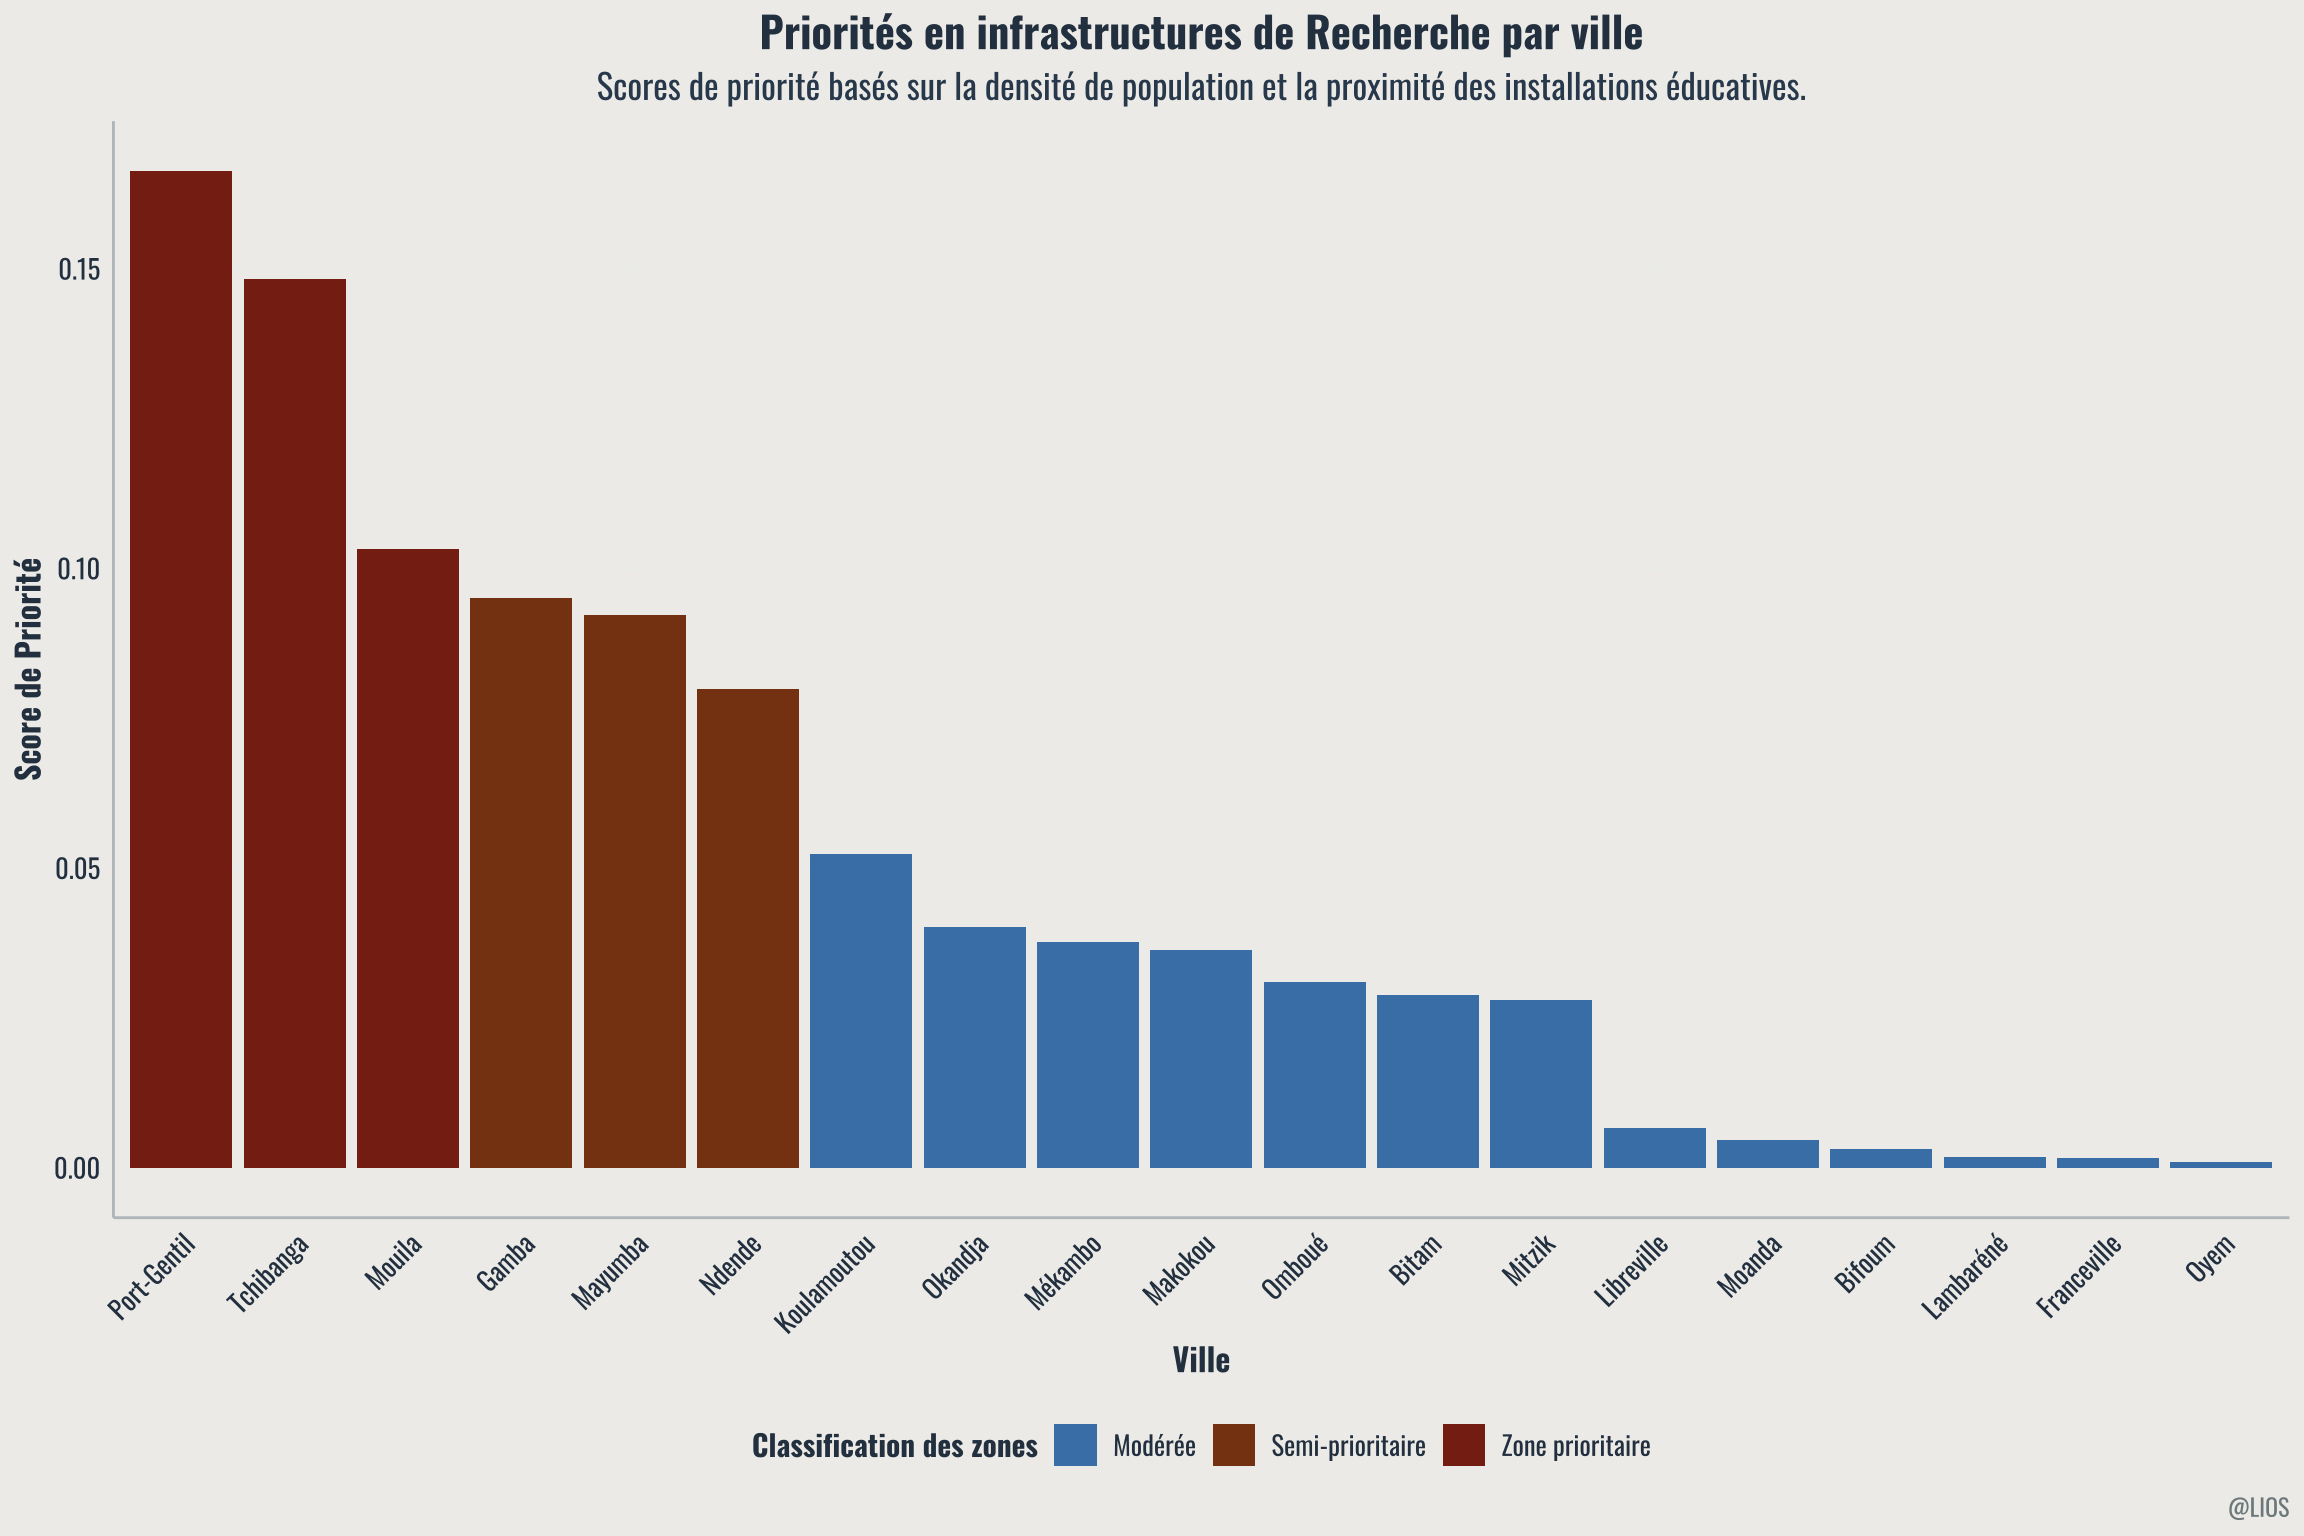 Priorités en infrastructures de Recherche par ville
Scores de priorité basés sur la densité de population et la proximité des installations éducatives.
Score de Priorité
0.15
0.10
0.05
0.00
Port-Gentil
Tchibanga
Mouila
Gamba
Mayumba
Ndende
Koulamoutou
Okandja
Mékambo
Makokou
Omboué
Bitam
Mitzik
Libreville
Moanda
Bifoum
Lambaréné
Franceville
Oyem
Ville
Classification des zones Modérée Semi-prioritaire Zone prioritaire
@LIOS